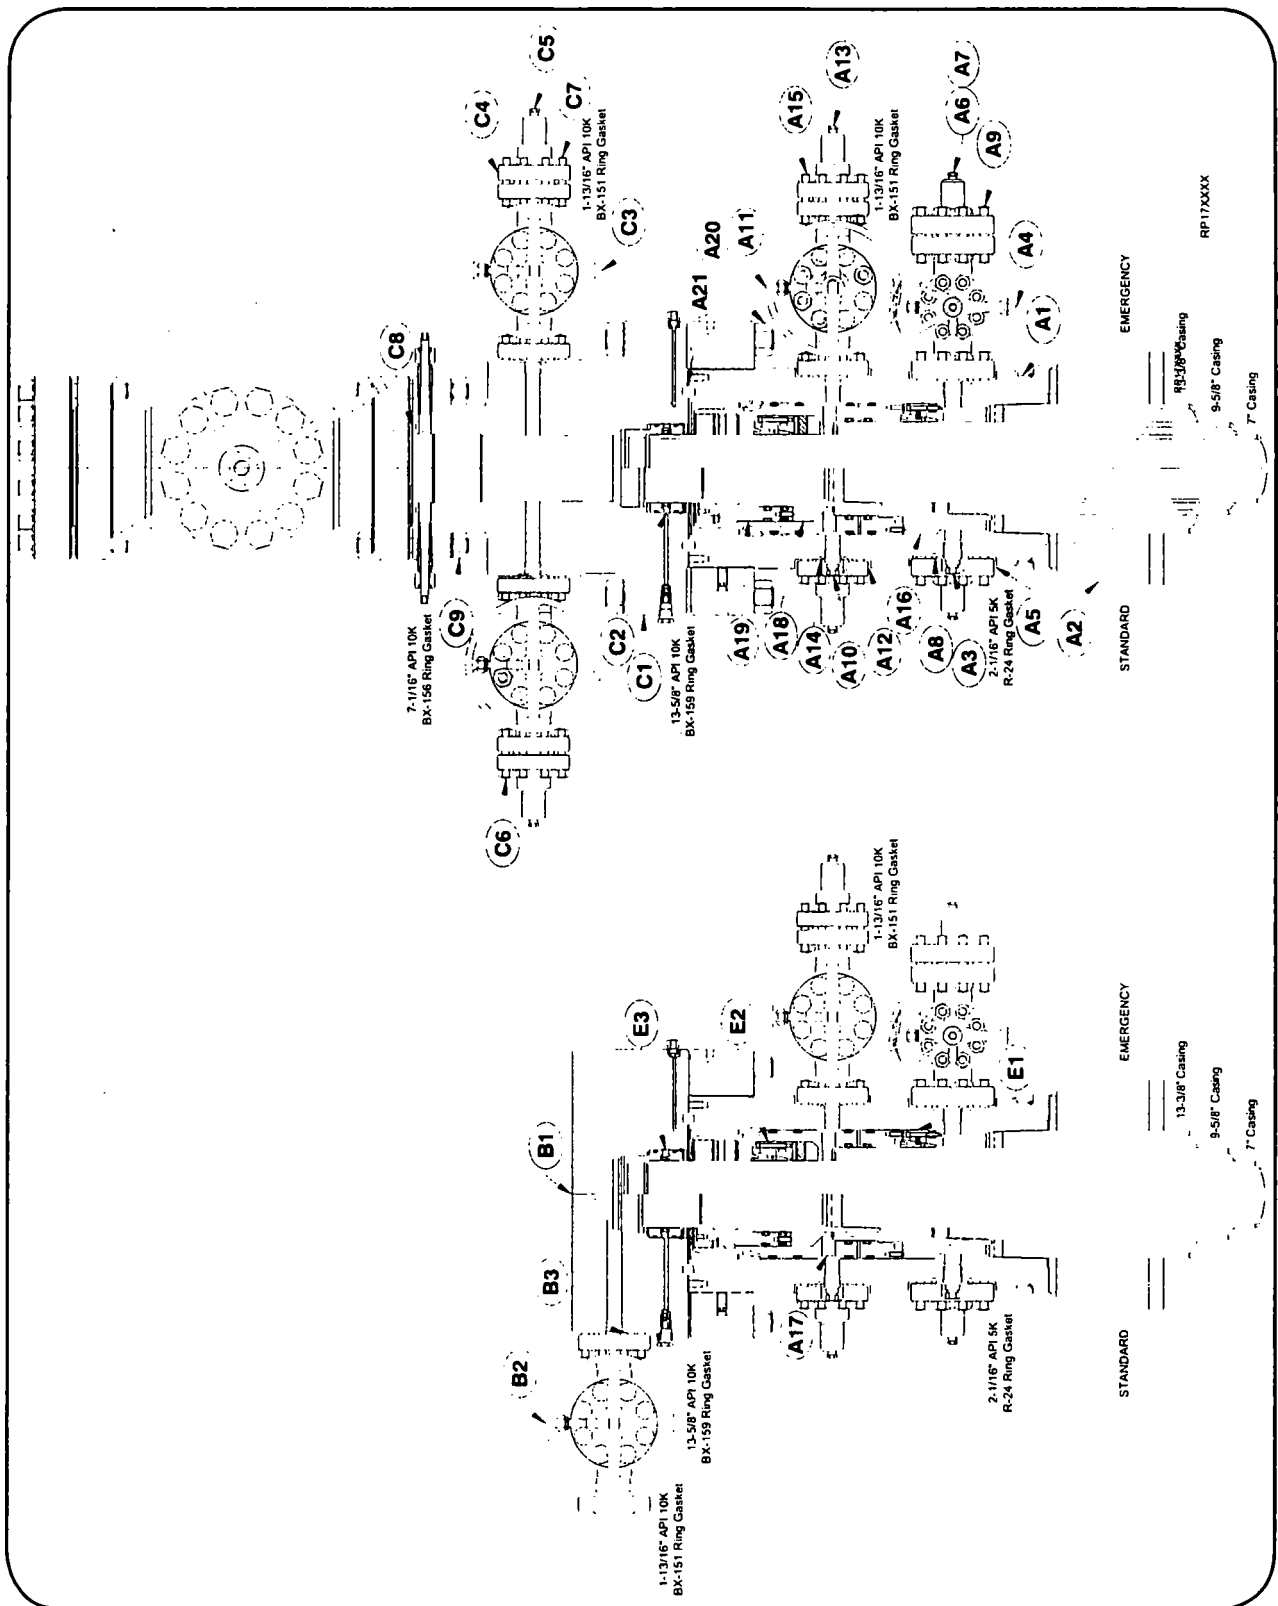 C5
C4
C7
1-13/16" API 10K
BX-151 Ring Gasket
C3
C8
C9
7-1/16" API 10K
BX-156 Ring Gasket
C6
C2
C1
13-5/8" API 10K
BX-159 Ring Gasket
A13
A15
1-13/16" API 10K
BX-151 Ring Gasket
A7
A6
A9
A11
A20
A21
A4
A1
A19
A18
A14
A10
A12
A16
A8
A3
2-1/16" API 5K
R-24 Ring Gasket
A5
A2
EMERGENCY
STANDARD
RP17XXXX
13-3/8" Casing
9-5/8" Casing
7" Casing
B1
B3
B2
E3
E2
E1
1-13/16" API 10K
BX-151 Ring Gasket
13-5/8" API 10K
BX-159 Ring Gasket
1-13/16" API 10K
BX-151 Ring Gasket
A17
2-1/16" API 5K
R-24 Ring Gasket
EMERGENCY
STANDARD
13-3/8" Casing
9-5/8" Casing
7" Casing